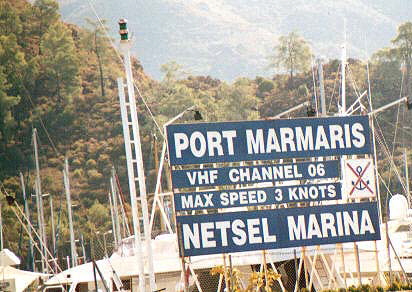 PORT MARMARIS
VHF CHANNEL 06
MAX SPEED 3 KNOTS
NETSEL MARINA